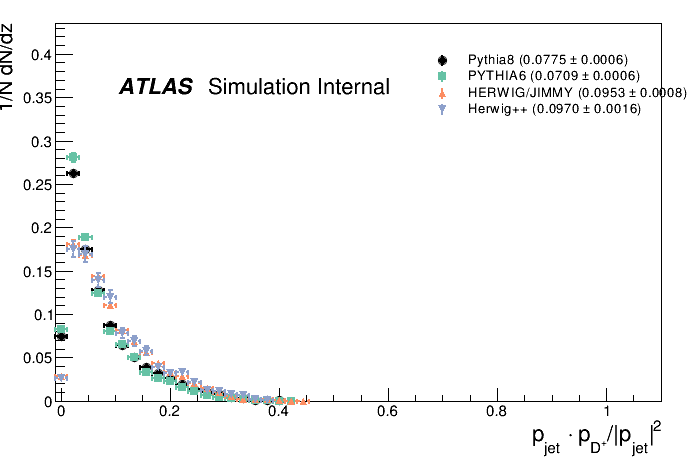 1/N dN/dz
0.4
0.35
0.3
0.25
0.2
0.15
0.1
0.05
0
ATLAS Simulation Internal
Pythia8 (0.0775 ± 0.0006)
PYTHIA6 (0.0709 ± 0.0006)
HERWIG/JIMMY (0.0953 ± 0.0008)
Herwig++ (0.0970 ± 0.0016)
0 0.2 0.4 0.6 0.8 1
p_jet · p_D⁺/|p_jet|²